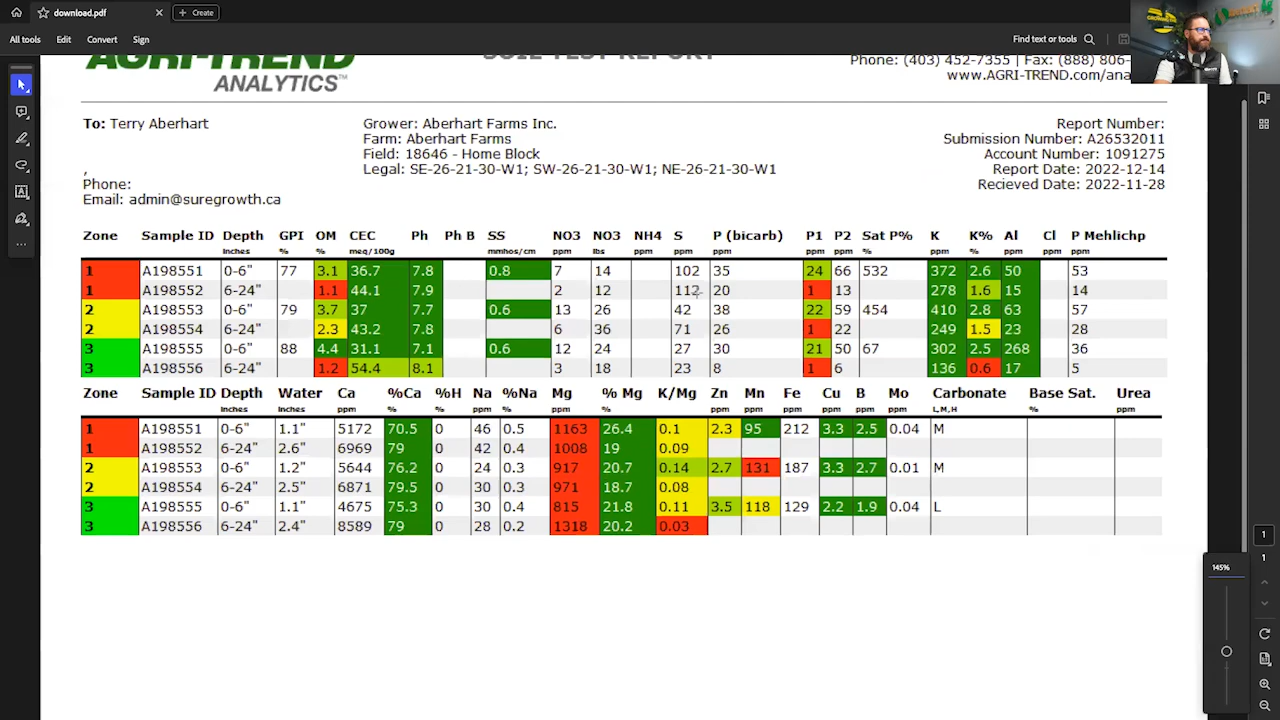 download.pdf
Create
All tools
Edit
Convert
Sign
Find text or tools
AGRI-TREND
ANALYTICS™
SOIL TEST REPORT
Phone: (403) 452-7355 | Fax: (888) 806-
www.AGRI-TREND.com/ana
To: Terry Aberhart
,
Phone:
Email: admin@suregrowth.ca
Grower: Aberhart Farms Inc.
Farm: Aberhart Farms
Field: 18646 - Home Block
Legal: SE-26-21-30-W1; SW-26-21-30-W1; NE-26-21-30-W1
Report Number:
Submission Number: A26532011
Account Number: 1091275
Report Date: 2022-12-14
Recieved Date: 2022-11-28
Zone Sample ID Depth GPI OM CEC Ph Ph B SS NO3 NO3 NH4 S P (bicarb) P1 P2 Sat P% K K% Al Cl P Mehlichp
Inches % % meq/100g mmhos/cm ppm lbs ppm ppm ppm ppm ppm % ppm % ppm ppm ppm
1 A198551 0-6" 77 3.1 36.7 7.8 0.8 7 14 102 35 24 66 532 372 2.6 50 53
1 A198552 6-24" 1.1 44.1 7.9 2 12 112 20 1 13 278 1.6 15 14
2 A198553 0-6" 79 3.7 37 7.7 0.6 13 26 42 38 22 59 454 410 2.8 63 57
2 A198554 6-24" 2.3 43.2 7.8 6 36 71 26 1 22 249 1.5 23 28
3 A198555 0-6" 88 4.4 31.1 7.1 0.6 12 24 27 30 21 50 67 302 2.5 268 36
3 A198556 6-24" 1.2 54.4 8.1 3 18 23 8 1 6 136 0.6 17 5
Zone Sample ID Depth Water Ca %Ca %H Na %Na Mg % Mg K/Mg Zn Mn Fe Cu B Mo Carbonate Base Sat. Urea
Inches Inches ppm ppm ppm ppm ppm ppm ppm ppm ppm L,M,H % ppm
1 A198551 0-6" 1.1" 5172 70.5 0 46 0.5 1163 26.4 0.1 2.3 95 212 3.3 2.5 0.04 M
1 A198552 6-24" 2.6" 6969 79 0 42 0.4 1008 19 0.09
2 A198553 0-6" 1.2" 5644 76.2 0 24 0.3 917 20.7 0.14 2.7 131 187 3.3 2.7 0.01 M
2 A198554 6-24" 2.5" 6871 79.5 0 30 0.3 971 18.7 0.08
3 A198555 0-6" 1.1" 4675 75.3 0 30 0.4 815 21.8 0.11 3.5 118 129 2.2 1.9 0.04 L
3 A198556 6-24" 2.4" 8589 79 0 28 0.2 1318 20.2 0.03
1
1
145%